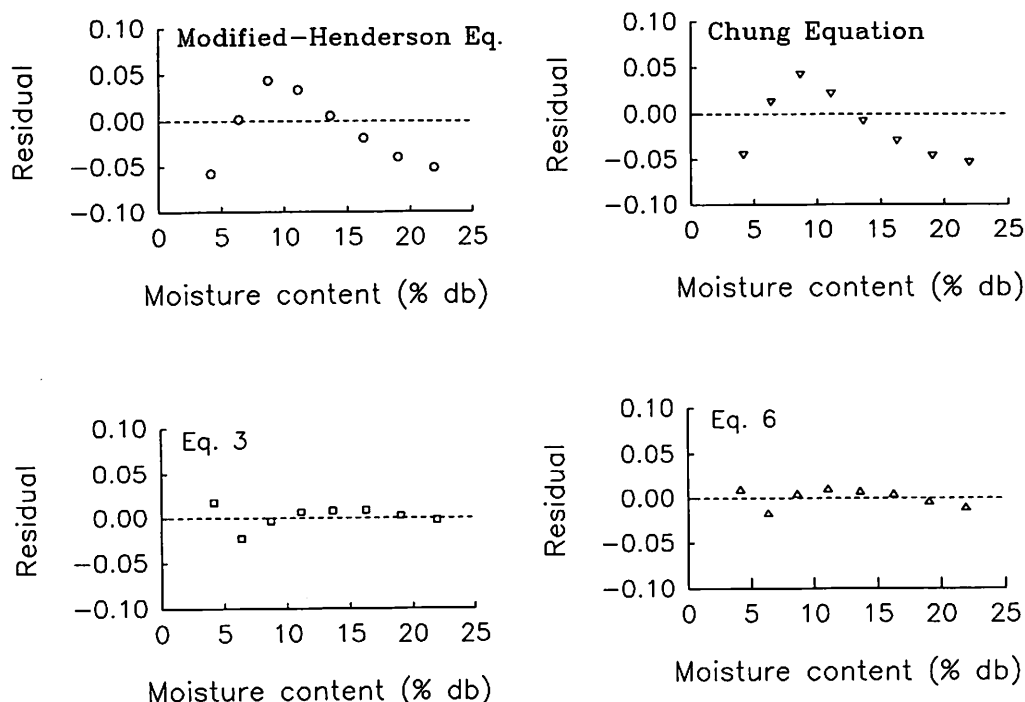 Modified-Henderson Eq.
Residual
0.10
0.05
0.00
−0.05
−0.10
0 5 10 15 20 25
Moisture content (% db)
Chung Equation
Residual
0.10
0.05
0.00
−0.05
−0.10
0 5 10 15 20 25
Moisture content (% db)
Eq. 3
Residual
0.10
0.05
0.00
−0.05
−0.10
0 5 10 15 20 25
Moisture content (% db)
Eq. 6
Residual
0.10
0.05
0.00
−0.05
−0.10
0 5 10 15 20 25
Moisture content (% db)